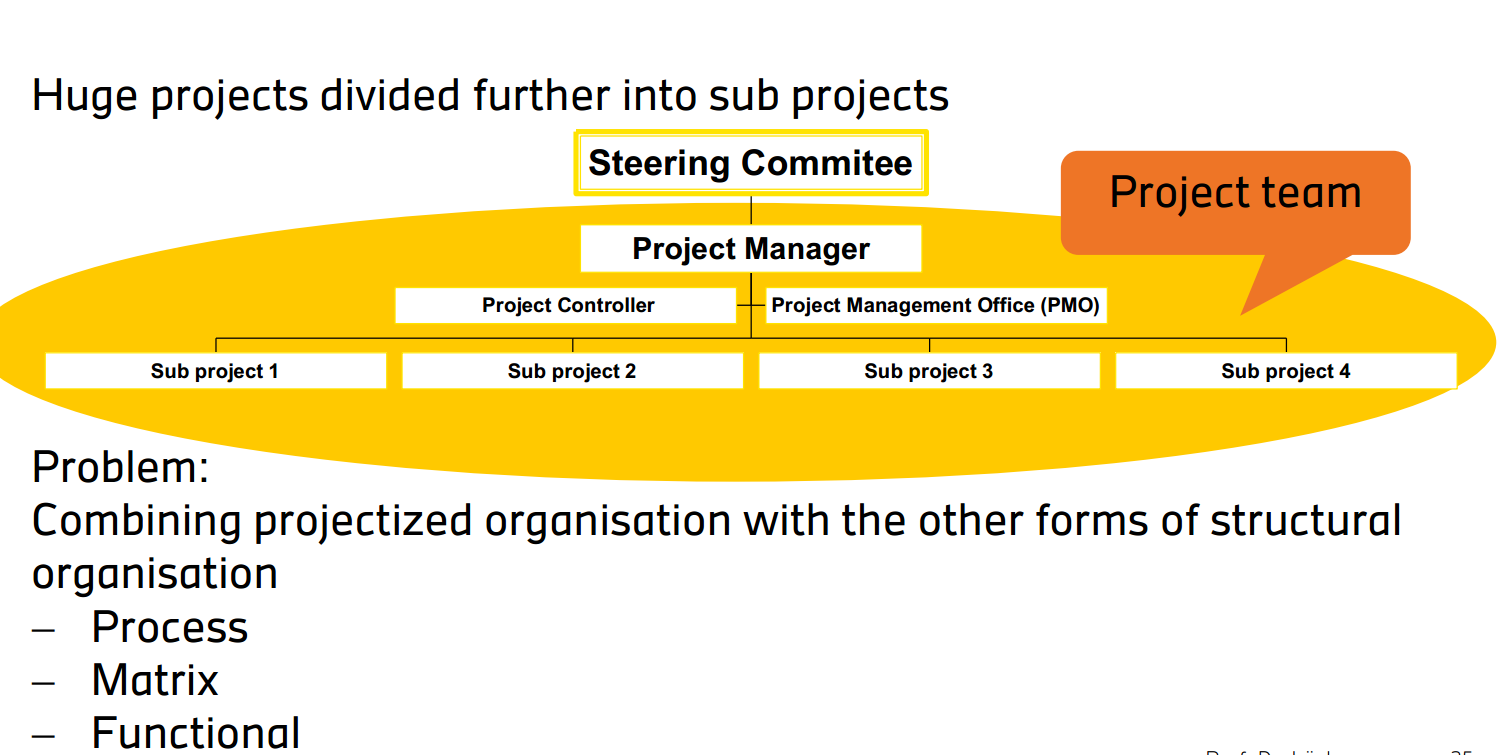 Huge projects divided further into sub projects
Steering Commitee
Project team
Project Manager
Project Controller
Project Management Office (PMO)
Sub project 1
Sub project 2
Sub project 3
Sub project 4
Problem:
Combining projectized organisation with the other forms of structural
organisation
– Process
– Matrix
– Functional